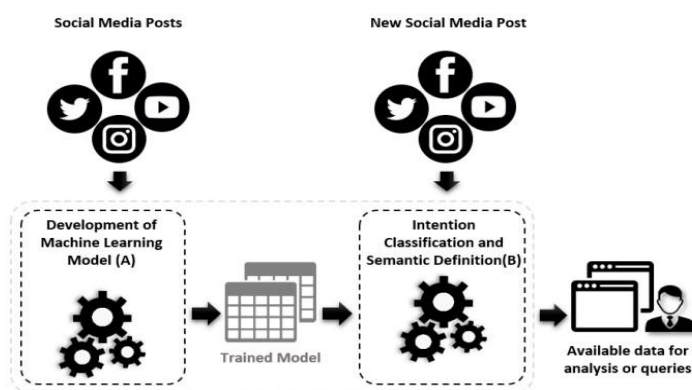 Social Media Posts
New Social Media Post
Development of
Machine Learning
Model (A)
Trained Model
Intention
Classification and
Semantic Definition(B)
Available data for
analysis or queries